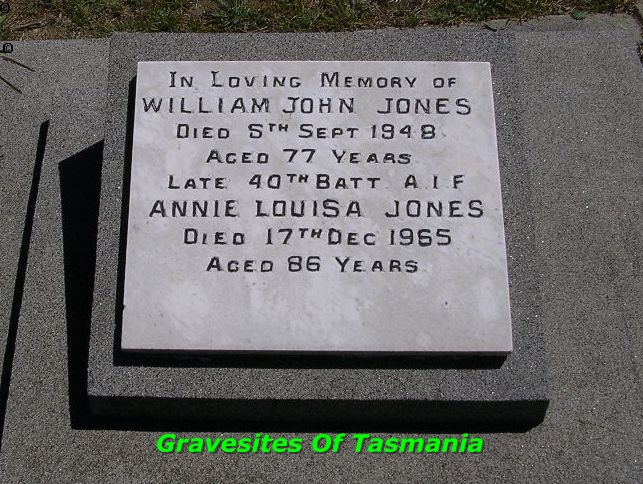 IN LOVING MEMORY OF
WILLIAM JOHN JONES
DIED 5TH SEPT 1948
AGED 77 YEARS
LATE 40TH BATT A.I.F
ANNIE LOUISA JONES
DIED 17TH DEC 1965
AGED 86 YEARS
Gravesites Of Tasmania